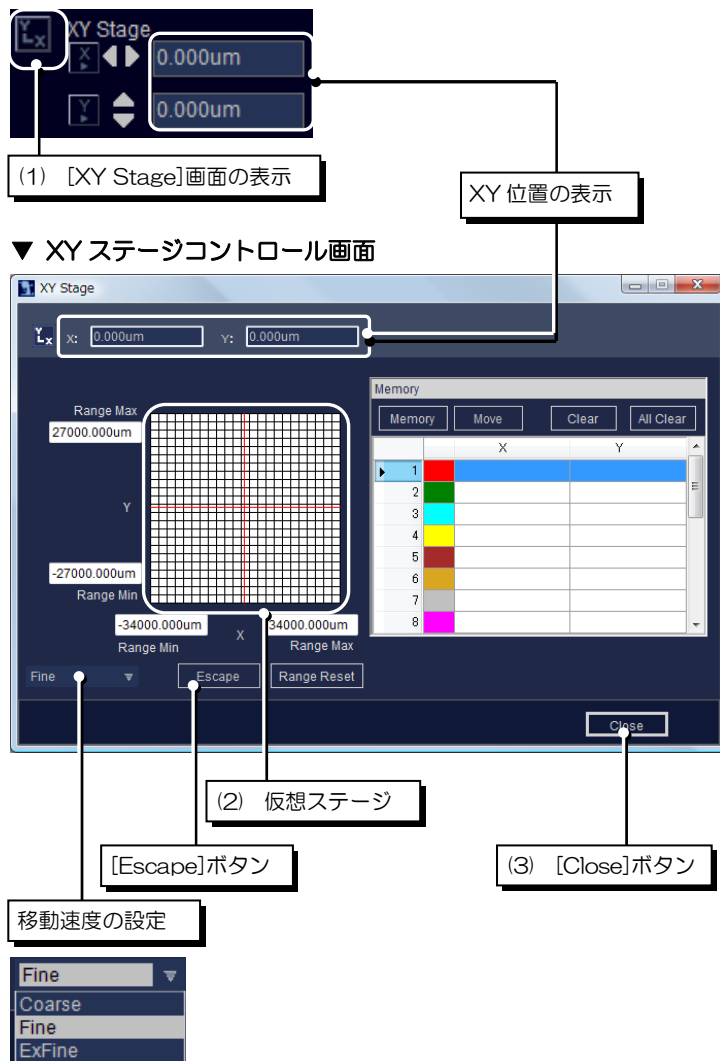 XY Stage
X
0.000um
Y
0.000um
(1) [XY Stage]画面の表示
XY 位置の表示
▼ XY ステージコントロール画面
XY Stage
X: 0.000um Y: 0.000um
Memory
Memory Move Clear All Clear
X Y
1
2
3
4
5
6
7
8
Range Max
27000.000um
Y
-27000.000um
Range Min
-34000.000um X 34000.000um
Range Min Range Max
Fine Escape Range Reset
Close
(2) 仮想ステージ
[Escape]ボタン
(3) [Close]ボタン
移動速度の設定
Fine
Coarse
Fine
ExFine